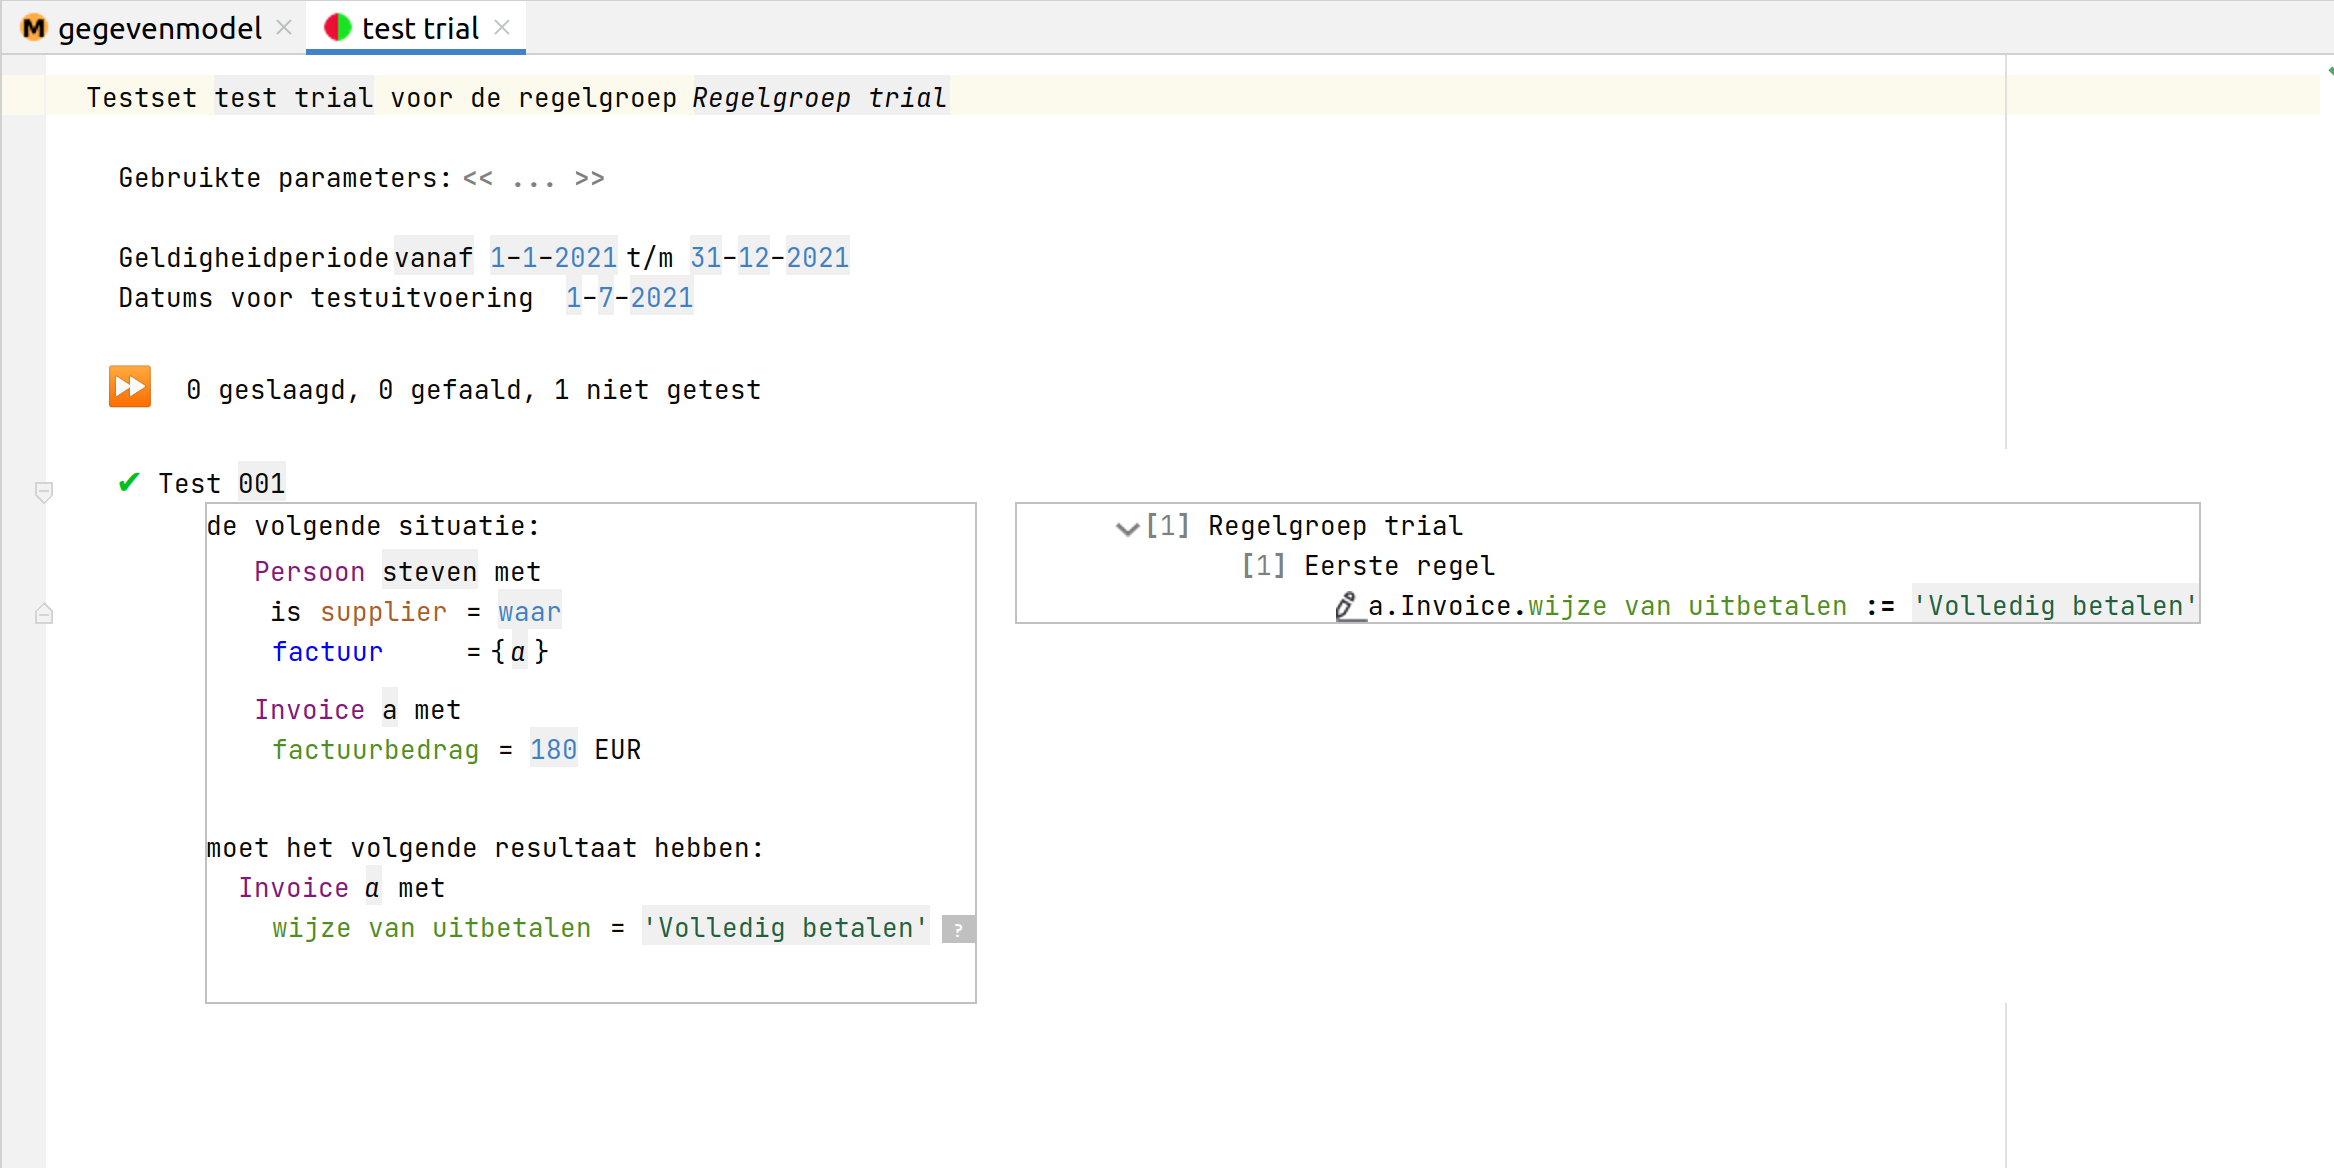 gegevenmodel
test trial
Testset test trial voor de regelgroep Regelgroep trial
Gebruikte parameters: << ... >>
Geldigheidperiode vanaf 1-1-2021 t/m 31-12-2021
Datums voor testuitvoering 1-7-2021
0 geslaagd, 0 gefaald, 1 niet getest
✔ Test 001
de volgende situatie:
Persoon steven met
is supplier = waar
factuur = {a}
Invoice a met
factuurbedrag = 180 EUR
moet het volgende resultaat hebben:
Invoice a met
wijze van uitbetalen = 'Volledig betalen' ?
[1] Regelgroep trial
[1] Eerste regel
a.Invoice.wijze van uitbetalen := 'Volledig betalen'